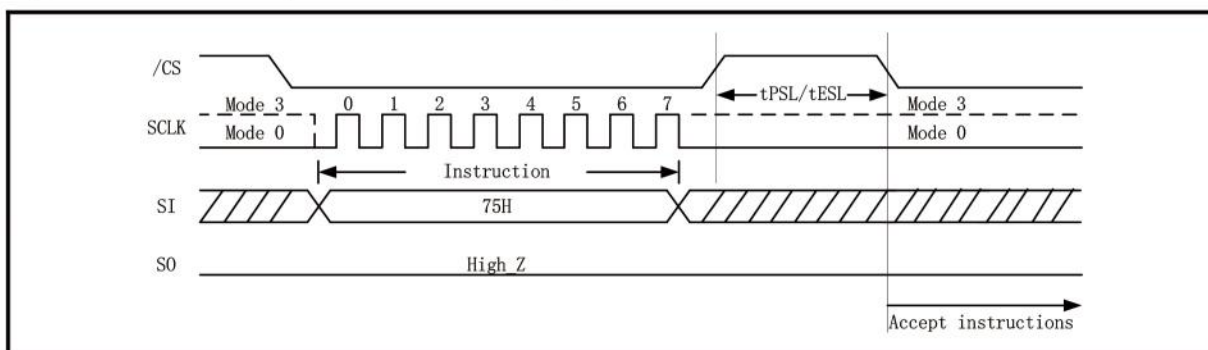 /CS
tPSL/tESL
Mode 3 0 1 2 3 4 5 6 7 Mode 3
SCLK Mode 0 Mode 0
Instruction
SI 75H
SO High_Z
Accept instructions